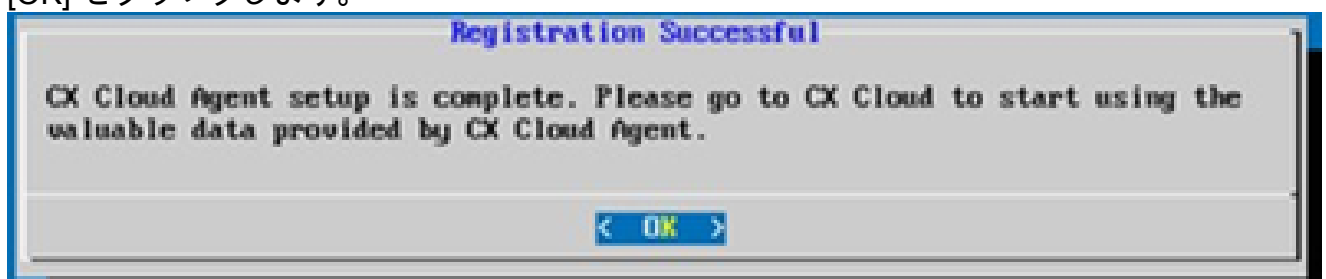 [OK] をクリックします。
Registration Successful
CX Cloud Agent setup is complete. Please go to CX Cloud to start using the
valuable data provided by CX Cloud Agent.
< OK >